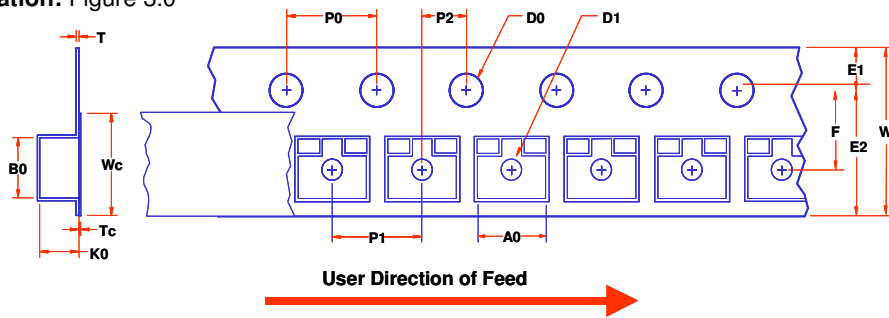 ation: Figure 3.0
T
P0
P2
D0
D1
E1
W
F
E2
B0
Wc
Tc
K0
P1
A0
User Direction of Feed